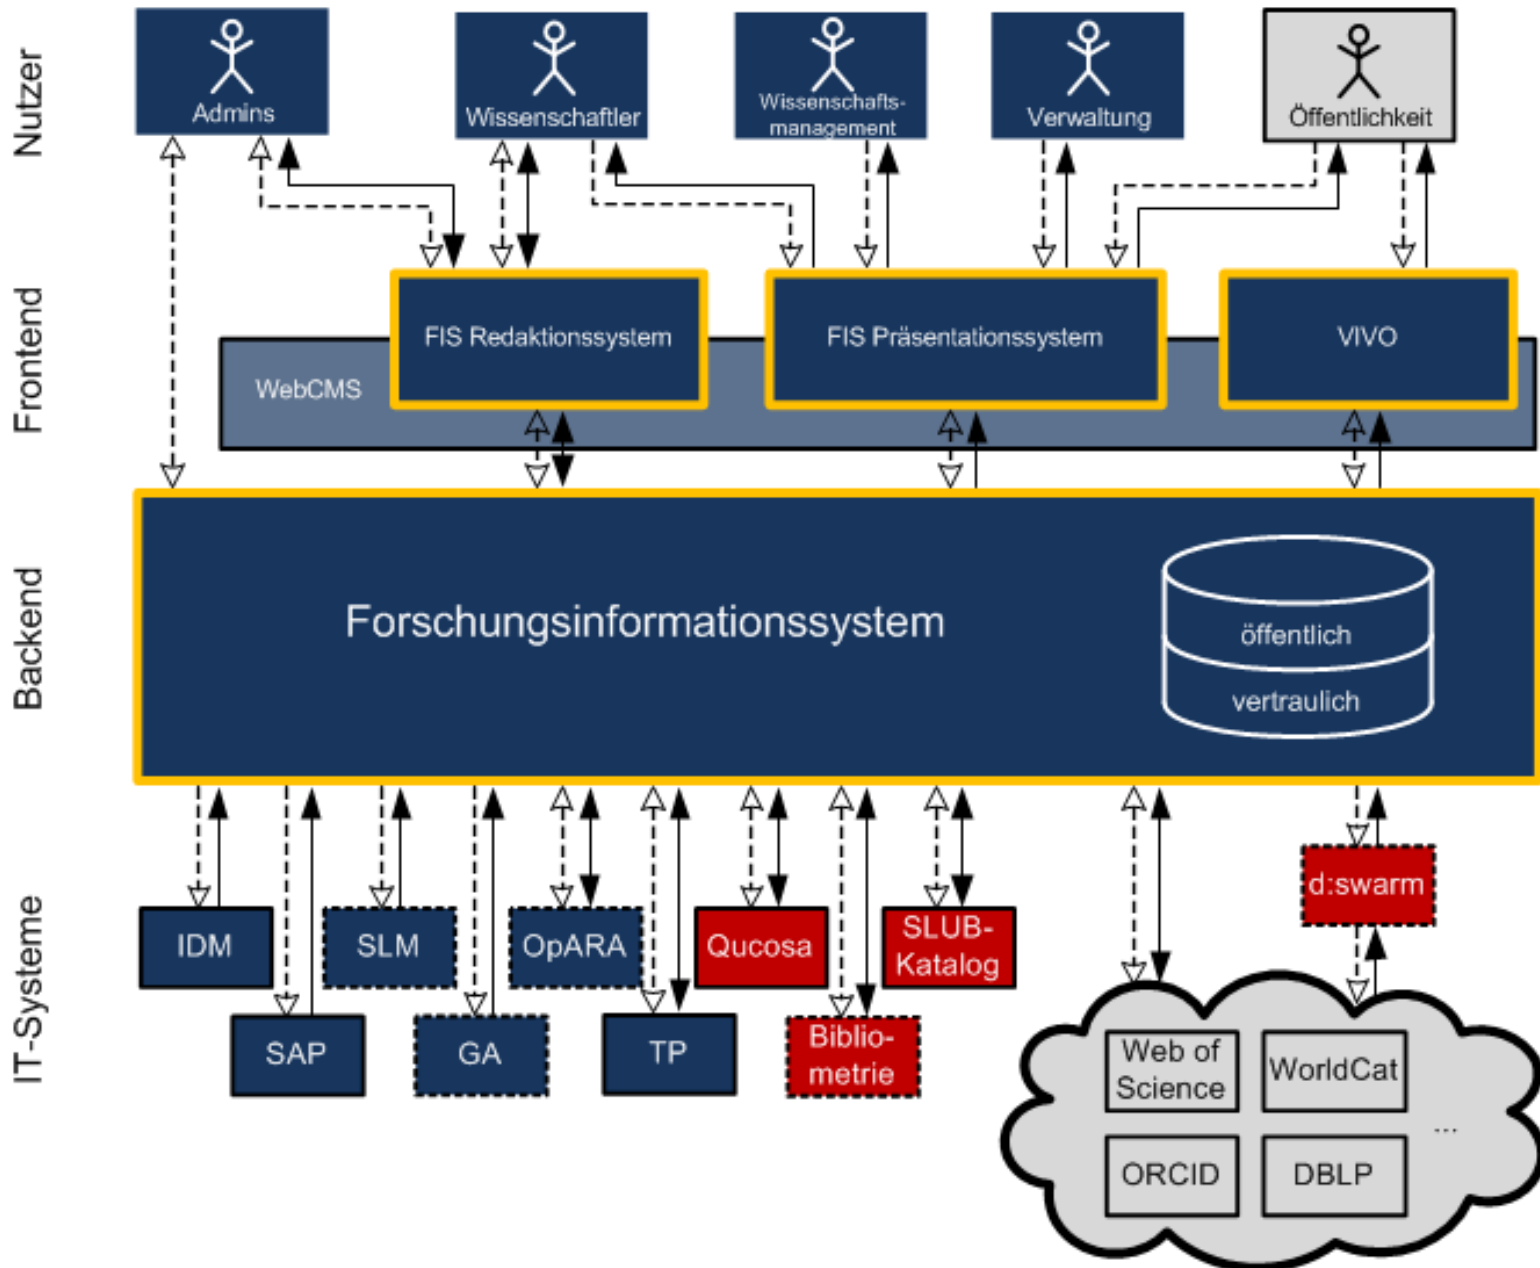 Nutzer
Admins
Wissenschaftler
Wissenschafts-
management
Verwaltung
Öffentlichkeit
Frontend
FIS Redaktionssystem
FIS Präsentationssystem
VIVO
WebCMS
Backend
Forschungsinformationssystem
öffentlich
vertraulich
IT-Systeme
IDM
SLM
OpARA
Qucosa
SLUB-
Katalog
d:swarm
SAP
GA
TP
Biblio-
metrie
Web of
Science
WorldCat
...
ORCID
DBLP